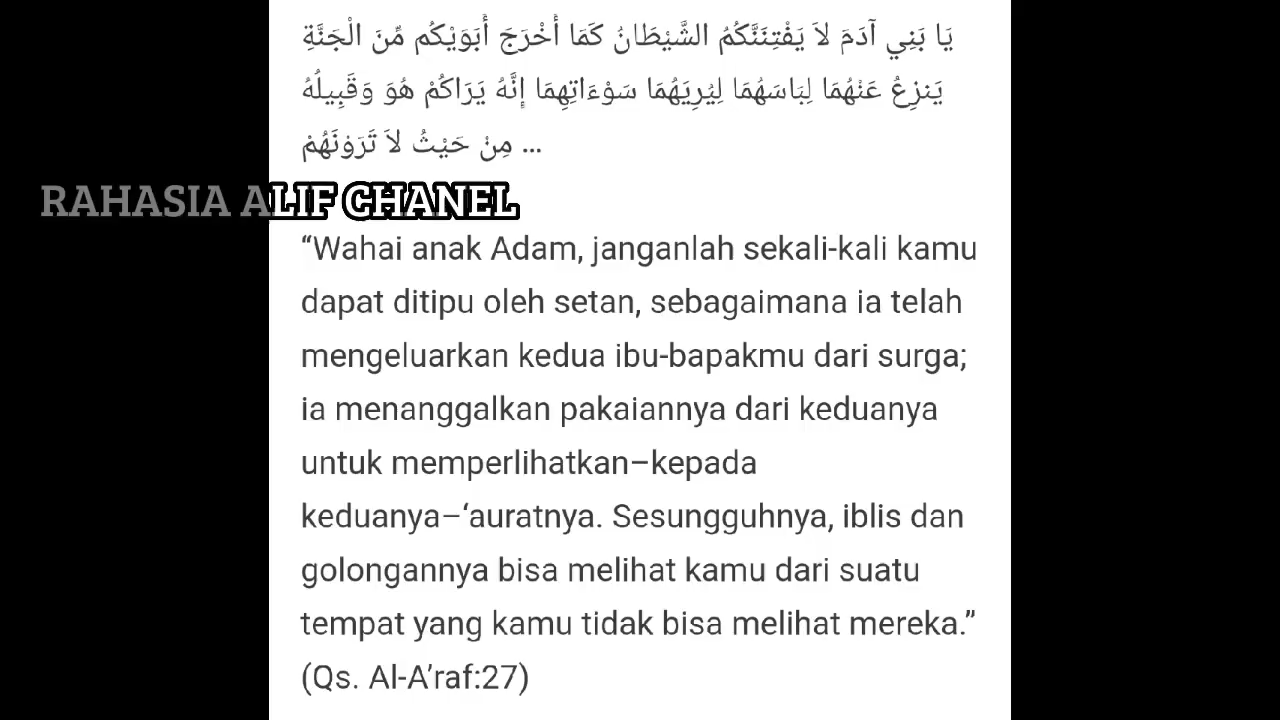 يَا بَنِي آدَمَ لاَ يَفْتِنَنَّكُمُ الشَّيْطَانُ كَمَا أَخْرَجَ أَبَوَيْكُم مِّنَ الْجَنَّةِ
يَنزِعُ عَنْهُمَا لِبَاسَهُمَا لِيُرِيَهُمَا سَوْءَاتِهِمَا إِنَّهُ يَرَاكُمْ هُوَ وَقَبِيلُهُ
مِنْ حَيْثُ لاَ تَرَوْنَهُمْ ...
RAHASIA ALIF CHANEL
“Wahai anak Adam, janganlah sekali-kali kamu
dapat ditipu oleh setan, sebagaimana ia telah
mengeluarkan kedua ibu-bapakmu dari surga;
ia menanggalkan pakaiannya dari keduanya
untuk memperlihatkan–kepada
keduanya–‘auratnya. Sesungguhnya, iblis dan
golongannya bisa melihat kamu dari suatu
tempat yang kamu tidak bisa melihat mereka.”
(Qs. Al-A’raf:27)